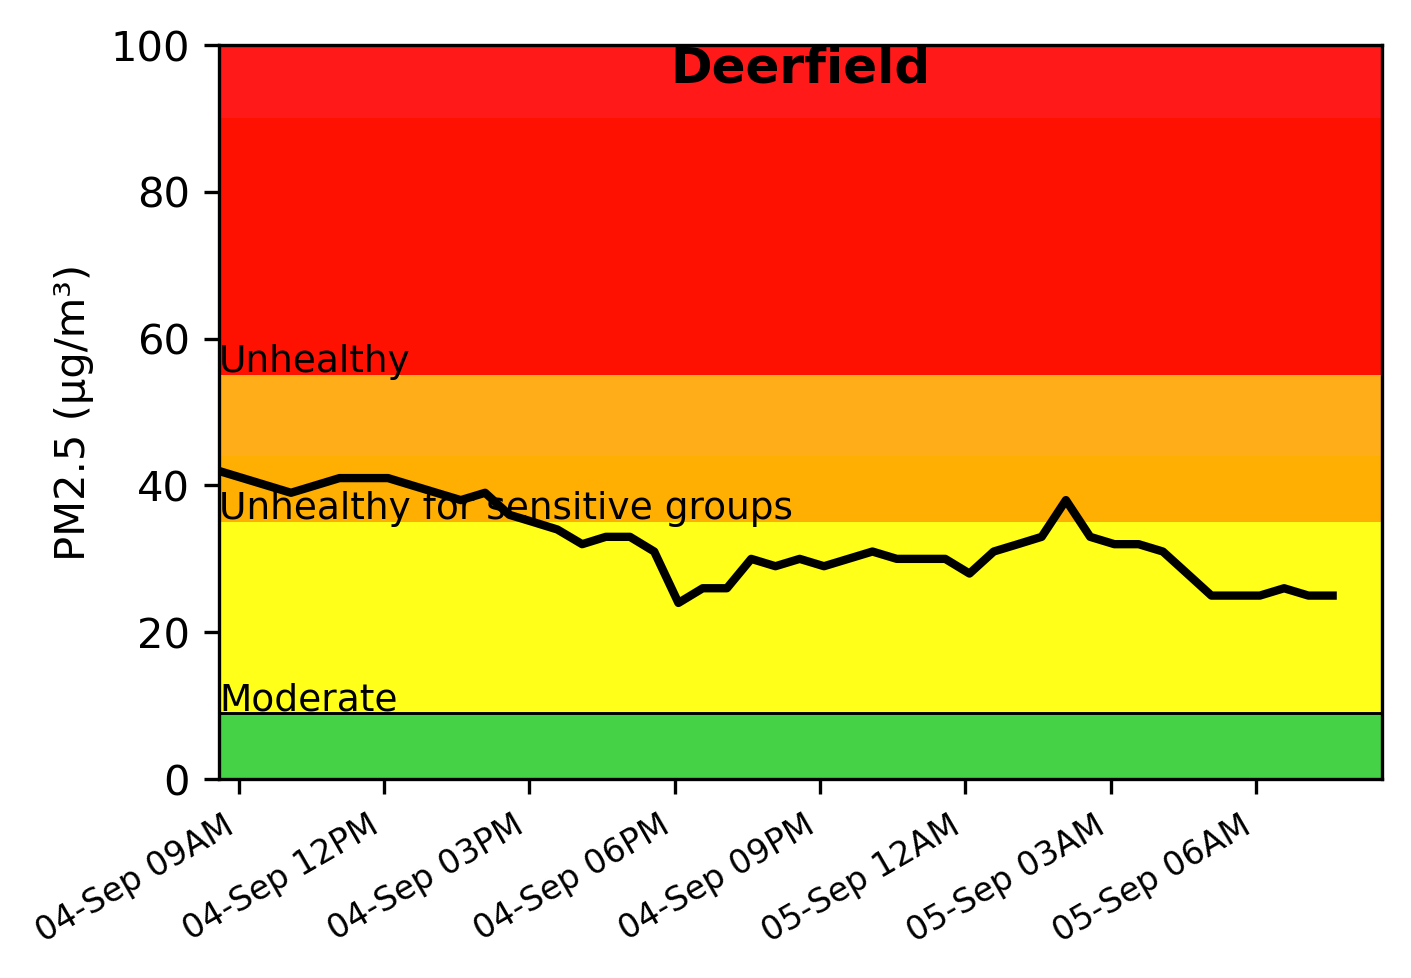 Deerfield
100
80
60
40
20
0
PM2.5 (µg/m³)
Unhealthy
Unhealthy for sensitive groups
Moderate
04-Sep 09AM
04-Sep 12PM
04-Sep 03PM
04-Sep 06PM
04-Sep 09PM
05-Sep 12AM
05-Sep 03AM
05-Sep 06AM